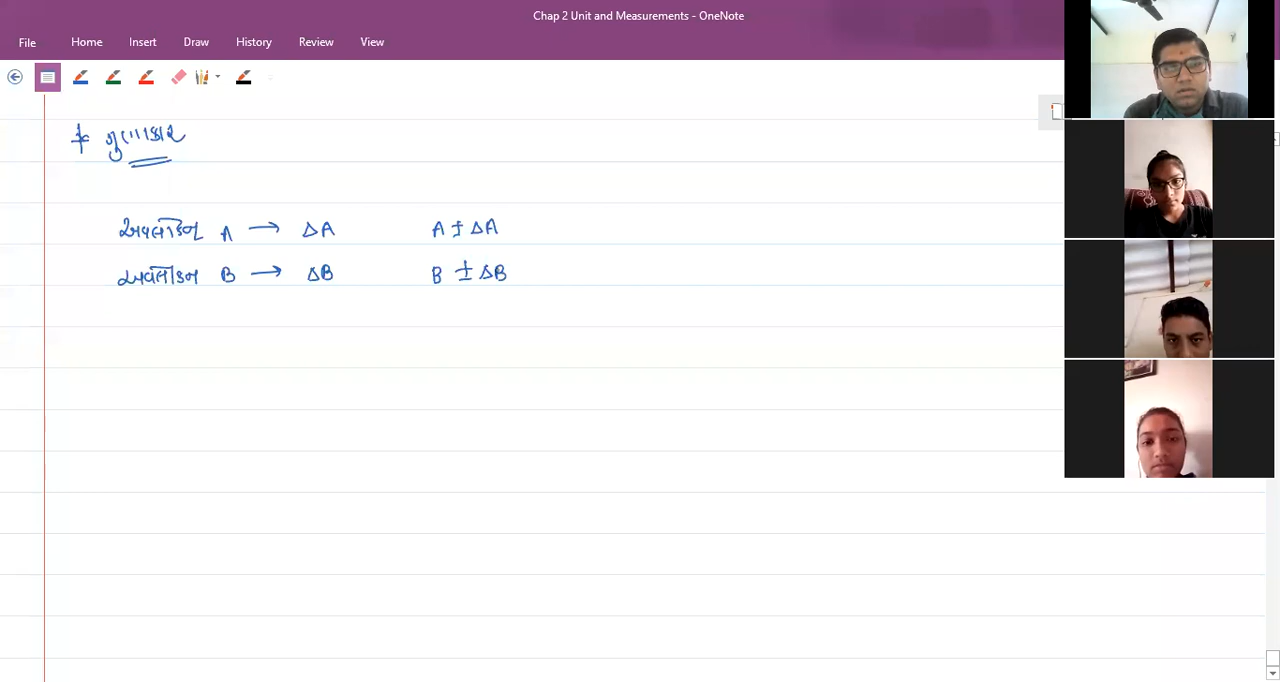 Chap 2 Unit and Measurements - OneNote
File Home Insert Draw History Review View
* ગુણાકાર
અવલોકન A → ΔA A ± ΔA
અવલોકન B → ΔB B ± ΔB